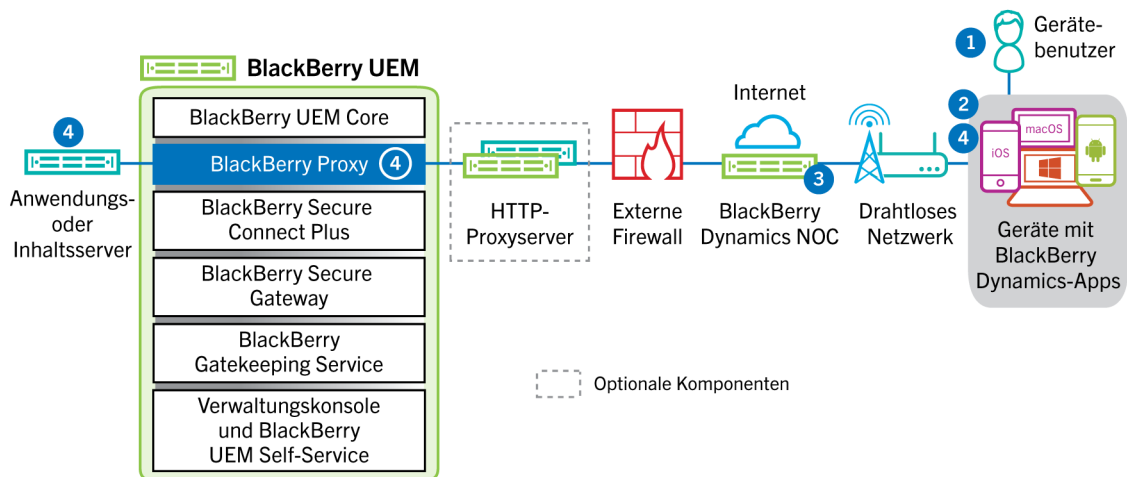 BlackBerry UEM
BlackBerry UEM Core
BlackBerry Proxy
4
BlackBerry Secure
Connect Plus
BlackBerry Secure
Gateway
BlackBerry
Gatekeeping Service
Verwaltungskonsole
und BlackBerry
UEM Self-Service
4
Anwendungs-
oder
Inhaltsserver
HTTP-
Proxyserver
Externe
Firewall
Internet
3
BlackBerry
Dynamics NOC
Drahtloses
Netzwerk
1
Geräte-
benutzer
2
4
iOS
macOS
Geräte mit
BlackBerry
Dynamics-Apps
Optionale Komponenten